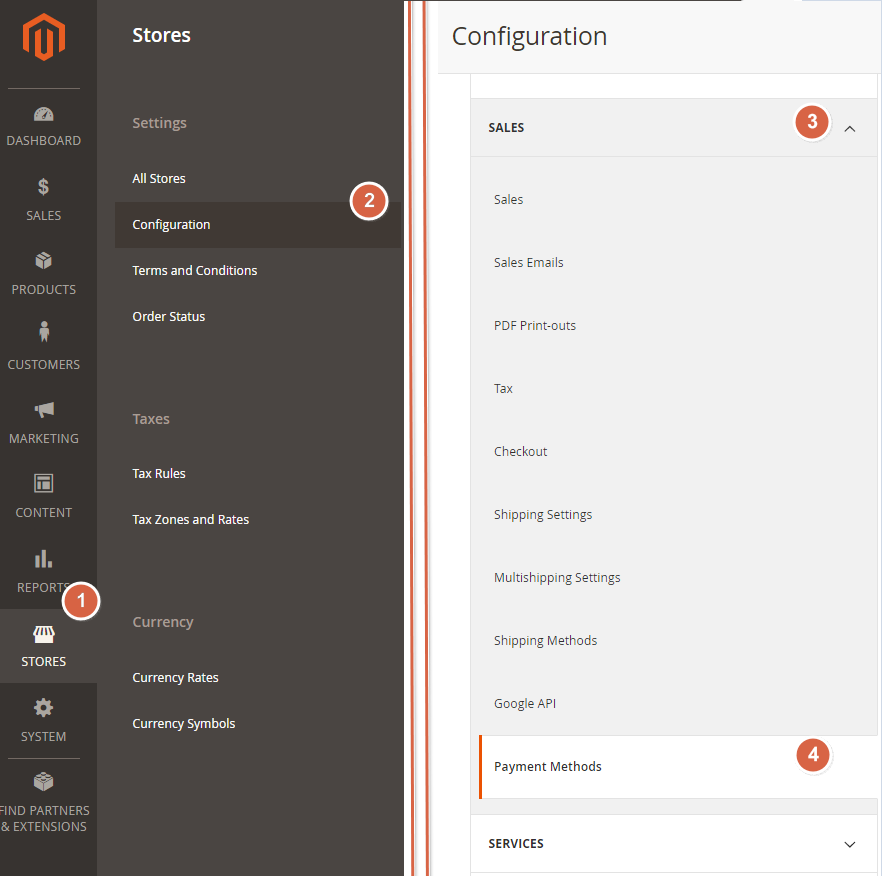 DASHBOARD
SALES
PRODUCTS
CUSTOMERS
MARKETING
CONTENT
REPORTS
1
STORES
SYSTEM
FIND PARTNERS
& EXTENSIONS
Stores
Settings
All Stores
2
Configuration
Terms and Conditions
Order Status
Taxes
Tax Rules
Tax Zones and Rates
Currency
Currency Rates
Currency Symbols
Configuration
SALES
3
Sales
Sales Emails
PDF Print-outs
Tax
Checkout
Shipping Settings
Multishipping Settings
Shipping Methods
Google API
Payment Methods
4
SERVICES